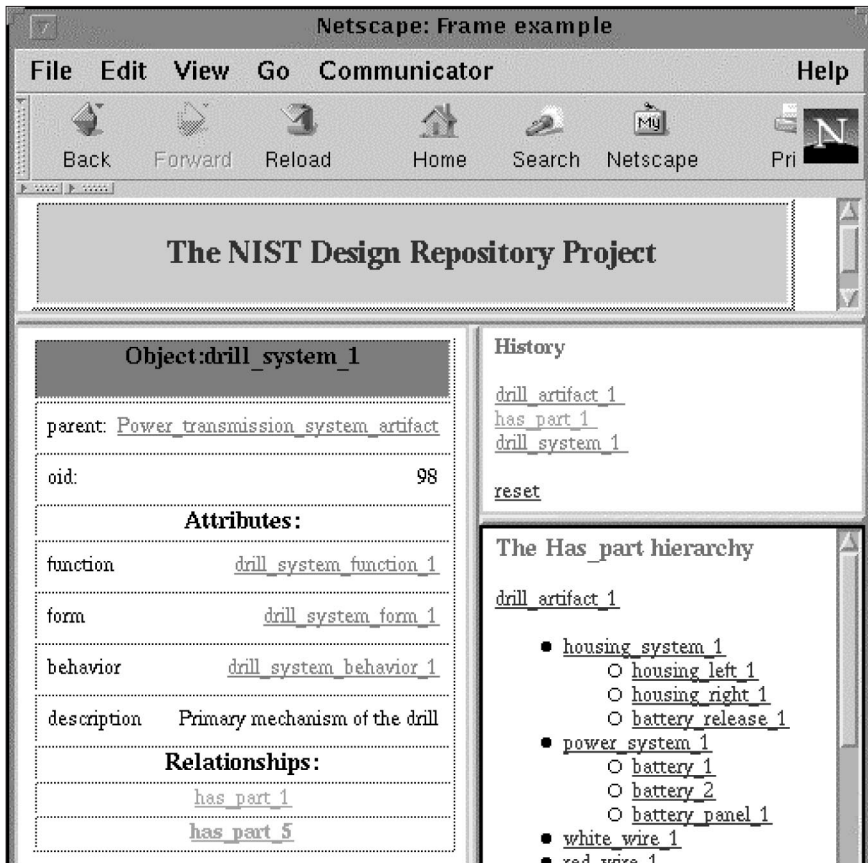 Netscape: Frame example
File Edit View Go Communicator Help
Back Forward Reload Home Search Netscape Pri
My
N
The NIST Design Repository Project
Object:drill_system_1
parent: Power_transmission_system_artifact
oid: 98
Attributes:
function drill_system_function_1
form drill_system_form_1
behavior drill_system_behavior_1
description Primary mechanism of the drill
Relationships:
has_part_1
has_part_5
History
drill_artifact_1
has_part_1
drill_system_1
reset
The Has_part hierarchy
drill_artifact_1
housing_system_1
housing_left_1
housing_right_1
battery_release_1
power_system_1
battery_1
battery_2
battery_panel_1
white_wire_1
red_wire_1